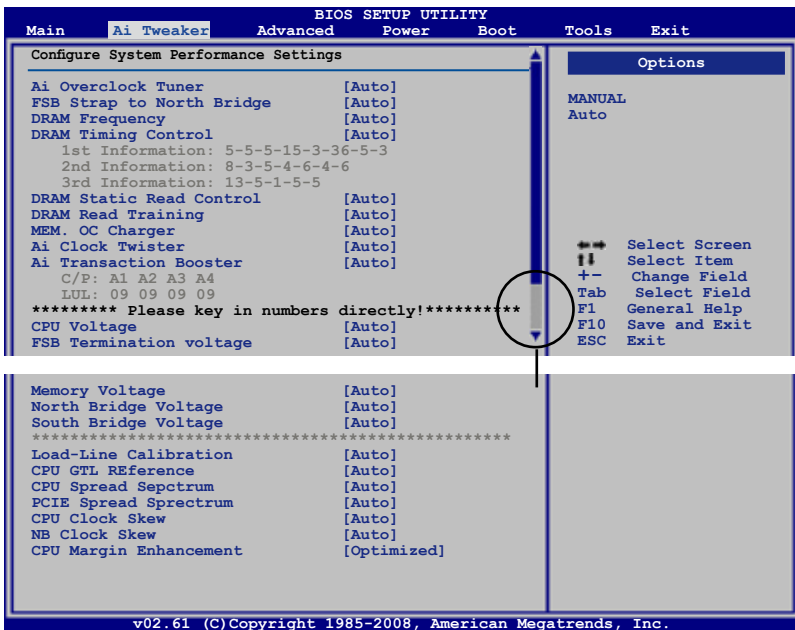 BIOS SETUP UTILITY
Main Ai Tweaker Advanced Power Boot Tools Exit
Configure System Performance Settings
Ai Overclock Tuner [Auto]
FSB Strap to North Bridge [Auto]
DRAM Frequency [Auto]
DRAM Timing Control [Auto]
1st Information: 5-5-5-15-3-36-5-3
2nd Information: 8-3-5-4-6-4-6
3rd Information: 13-5-1-5-5
DRAM Static Read Control [Auto]
DRAM Read Training [Auto]
MEM. OC Charger [Auto]
Ai Clock Twister [Auto]
Ai Transaction Booster [Auto]
C/P: A1 A2 A3 A4
LUL: 09 09 09 09
********* Please key in numbers directly!**********
CPU Voltage [Auto]
FSB Termination voltage [Auto]
Memory Voltage [Auto]
North Bridge Voltage [Auto]
South Bridge Voltage [Auto]
**************************************************
Load-Line Calibration [Auto]
CPU GTL REference [Auto]
CPU Spread Sepctrum [Auto]
PCIE Spread Sprectrum [Auto]
CPU Clock Skew [Auto]
NB Clock Skew [Auto]
CPU Margin Enhancement [Optimized]
Options
MANUAL
Auto
←→ Select Screen
↑↓ Select Item
+- Change Field
Tab Select Field
F1 General Help
F10 Save and Exit
ESC Exit
v02.61 (C)Copyright 1985-2008, American Megatrends, Inc.